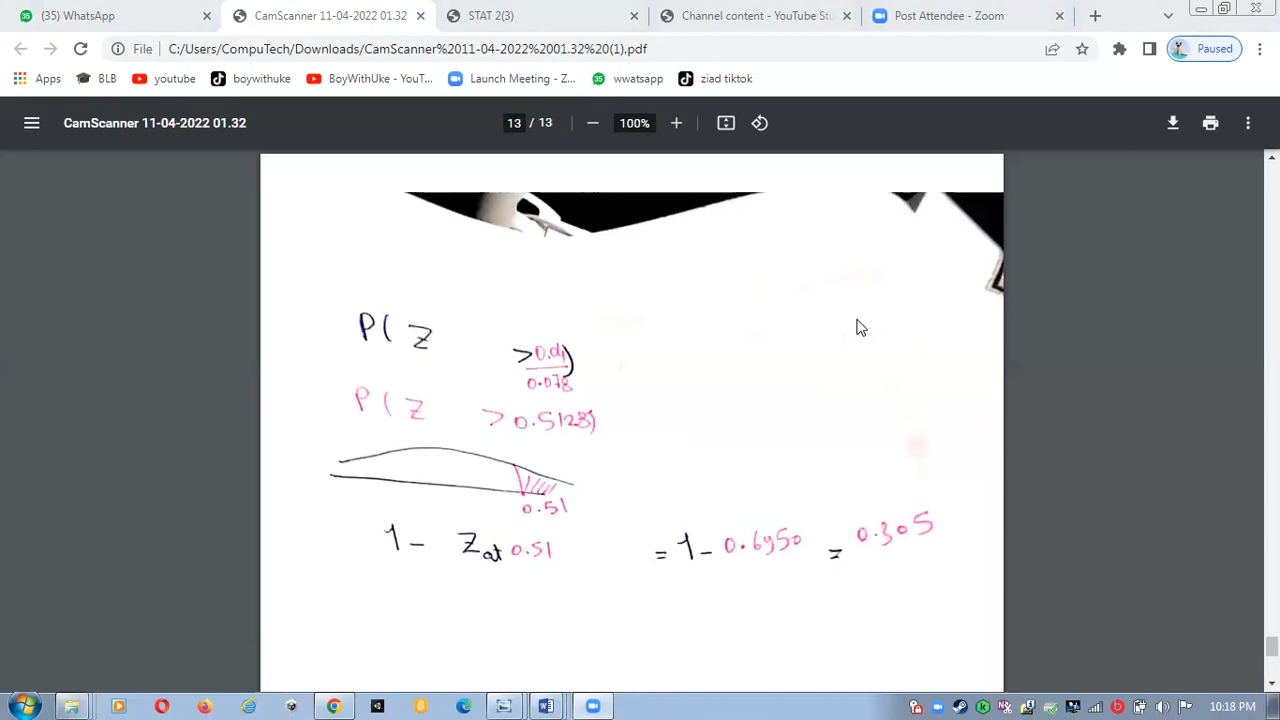 (35) WhatsApp
CamScanner 11-04-2022 01.32
STAT 2(3)
Channel content - YouTube Stu
Post Attendee - Zoom
File
C:/Users/CompuTech/Downloads/CamScanner%2011-04-2022%2001.32%20(1).pdf
Paused
Apps
BLB
youtube
boywithuke
BoyWithUke - YouT...
Launch Meeting - Z...
35
wwatsapp
ziad tiktok
CamScanner 11-04-2022 01.32
13 / 13
100%
P( Z > 0.04/0.078)
P( Z > 0.5128)
0.51
1 - Z at 0.51 = 1 - 0.6950 = 0.305
10:18 PM